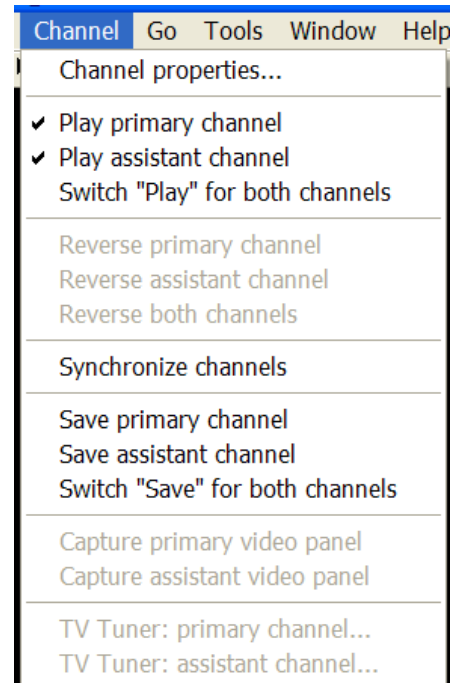 Channel Go Tools Window Help
Channel properties...
Play primary channel
Play assistant channel
Switch "Play" for both channels
Reverse primary channel
Reverse assistant channel
Reverse both channels
Synchronize channels
Save primary channel
Save assistant channel
Switch "Save" for both channels
Capture primary video panel
Capture assistant video panel
TV Tuner: primary channel...
TV Tuner: assistant channel...